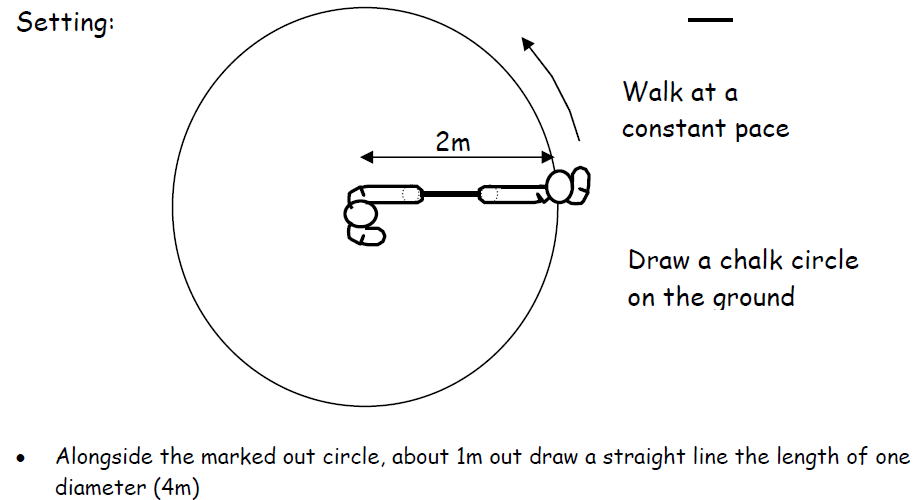 Setting:
Walk at a
constant pace
2m
Draw a chalk circle
on the ground
• Alongside the marked out circle, about 1m out draw a straight line the length of one
diameter (4m)